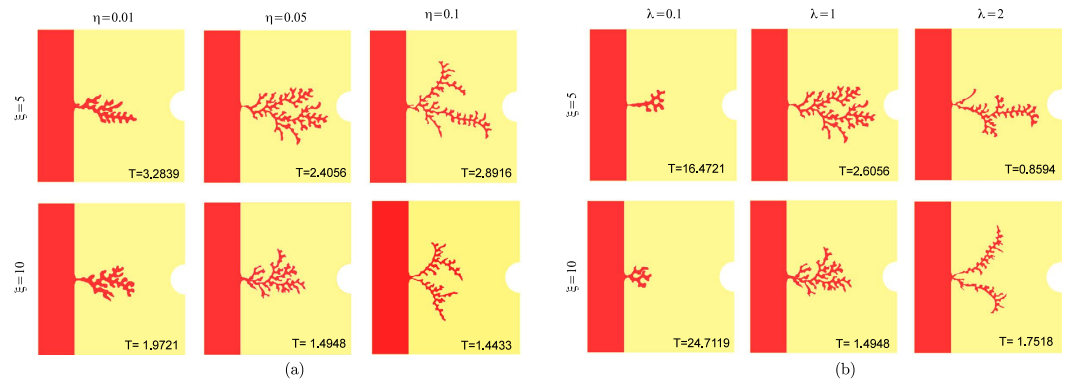 η=0.01 η=0.05 η=0.1
ξ=5
T=3.2839 T=2.4056 T=2.8916
ξ=10
T= 1.9721 T= 1.4948 T=1.4433
(a)
λ=0.1 λ=1 λ=2
ξ=5
T=16.4721 T=2.6056 T=0.8594
ξ=10
T=24.7119 T= 1.4948 T= 1.7518
(b)